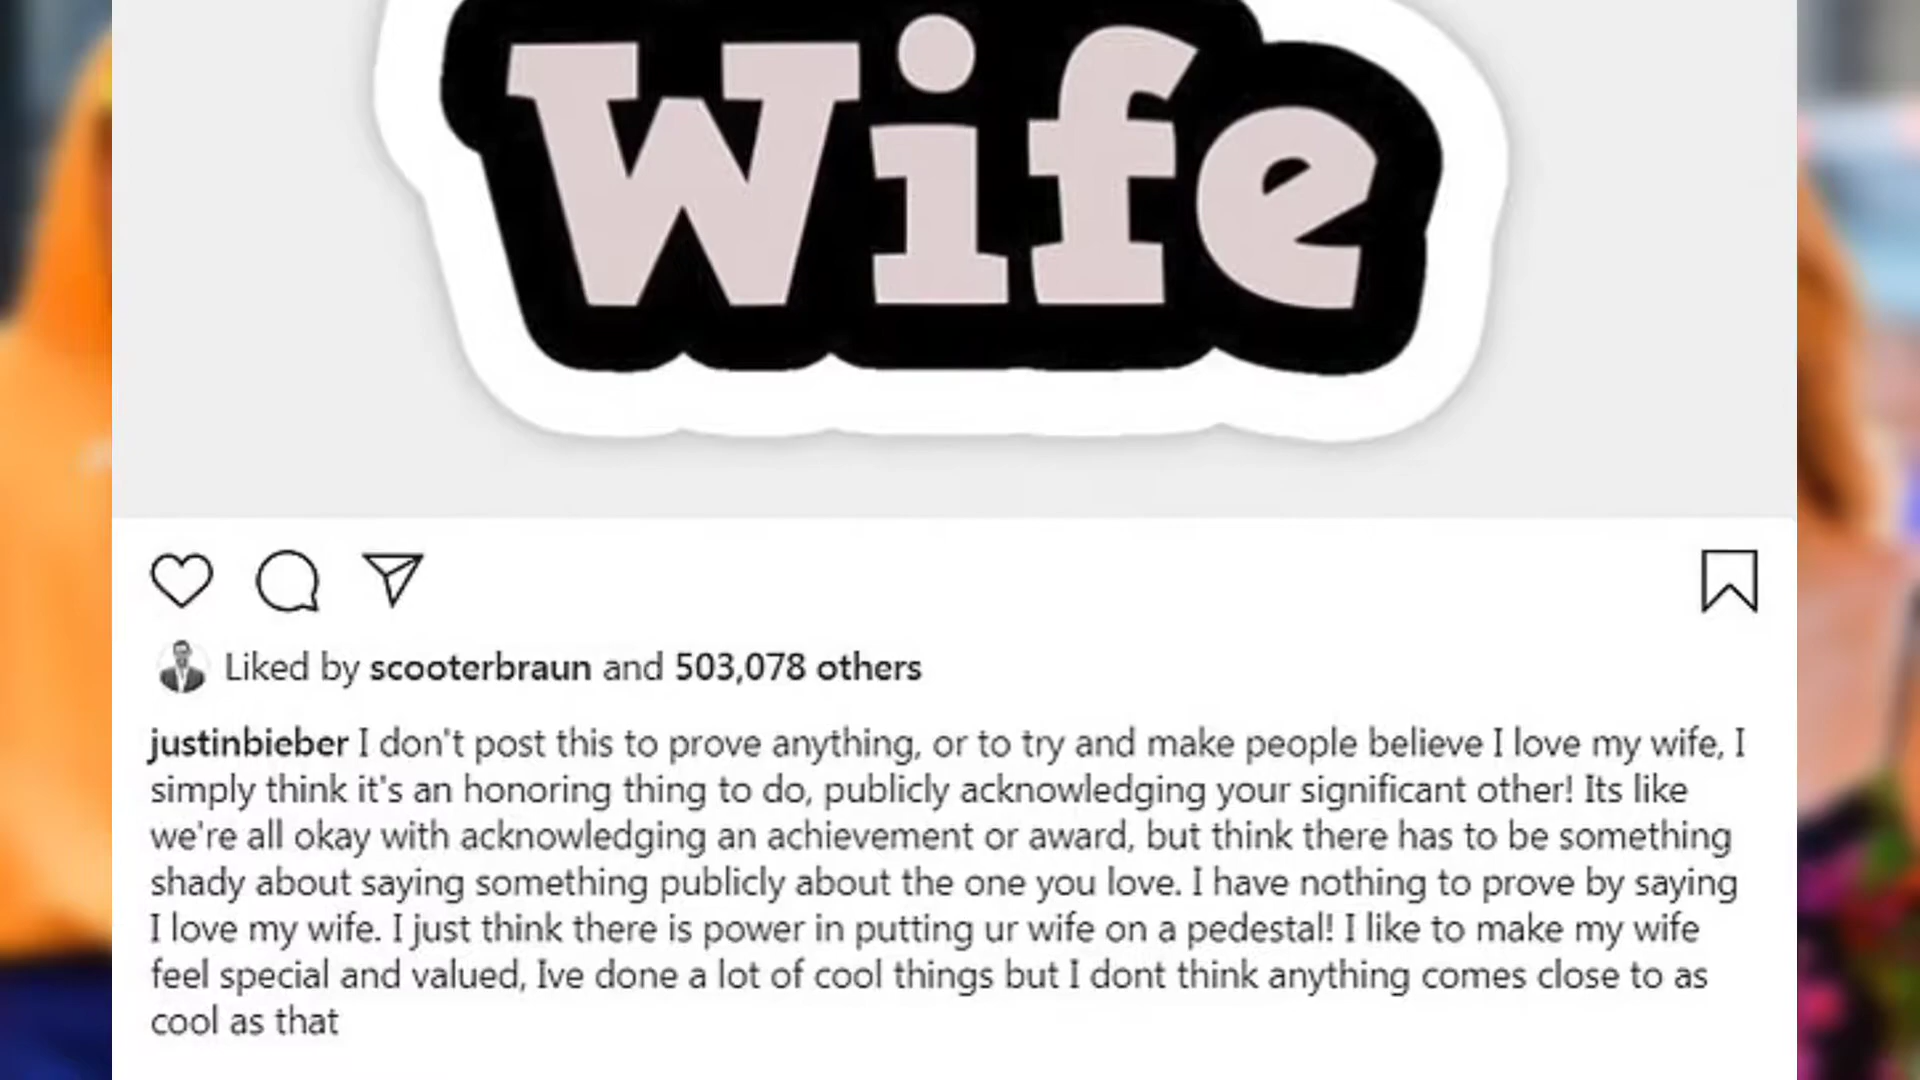 Wife
Liked by scooterbraun and 503,078 others
justinbieber I don't post this to prove anything, or to try and make people believe I love my wife, I
simply think it's an honoring thing to do, publicly acknowledging your significant other! Its like
we're all okay with acknowledging an achievement or award, but think there has to be something
shady about saying something publicly about the one you love. I have nothing to prove by saying
I love my wife. I just think there is power in putting ur wife on a pedestal! I like to make my wife
feel special and valued, Ive done a lot of cool things but I dont think anything comes close to as
cool as that